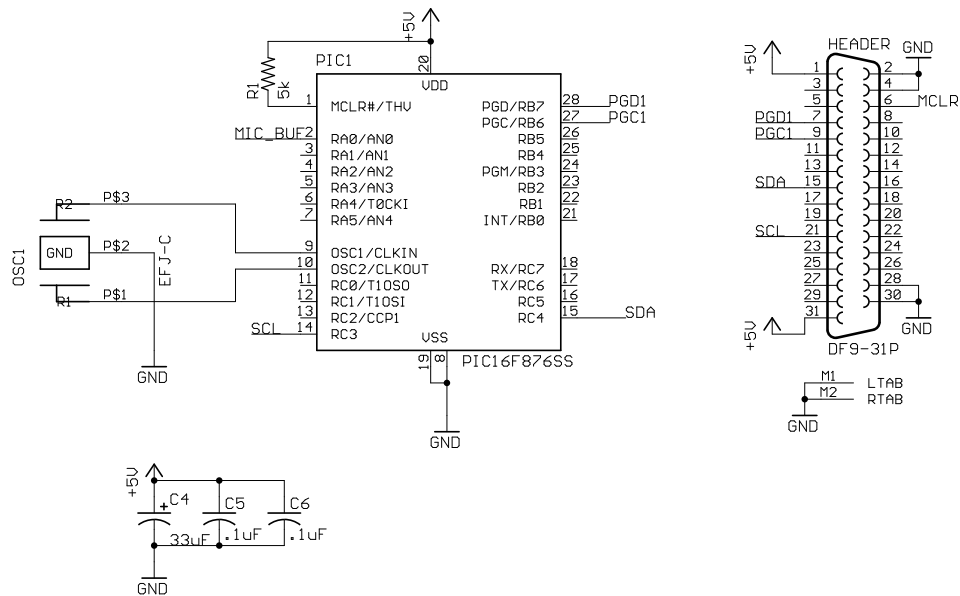 +5V
PIC1
20
VDD
R1
5k
1 MCLR#/THV PGD/RB7 28 PGD1
PGC/RB6 27 PGC1
MIC_BUF 2 RA0/AN0 RB5 26
3 RA1/AN1 RB4 25
4 RA2/AN2 PGM/RB3 24
5 RA3/AN3 RB2 23
6 RA4/T0CKI RB1 22
7 RA5/AN4 INT/RB0 21
9 OSC1/CLKIN
10 OSC2/CLKOUT RX/RC7 18
11 RC0/T1OSO TX/RC6 17
12 RC1/T1OSI RC5 16
13 RC2/CCP1 RC4 15 SDA
SCL 14 RC3
VSS
19 8
PIC16F876SS
GND
OSC1
R2 P$3
GND P$2
R1 P$1
EFJ-C
GND
HEADER
+5V
GND
1 2
3 4
5 6 MCLR
PGD1 7 8
PGC1 9 10
11 12
13 14
SDA 15 16
17 18
19 20
SCL 21 22
23 24
25 26
27 28
29 30
31
+5V
GND
DF9-31P
M1 LTAB
M2 RTAB
GND
+5V
+ C4 C5 C6
33uF .1uF .1uF
GND